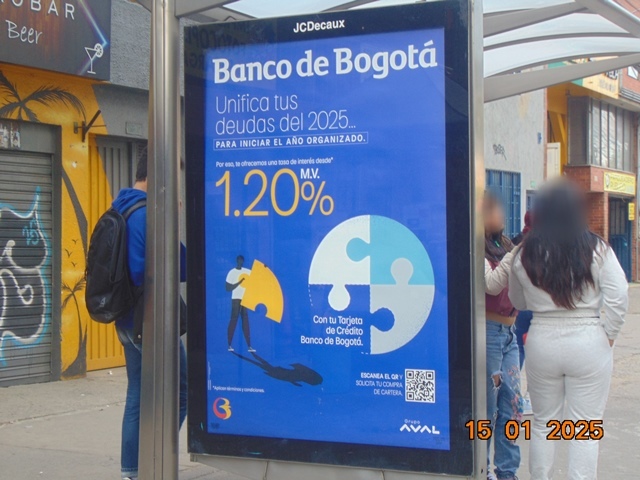 OBAR
Beer
JCDecaux
Banco de Bogotá
Unifica tus
deudas del 2025...
PARA INICIAR EL AÑO ORGANIZADO.
Por eso, te ofrecemos una tasa de interés desde*
1.20% M.V.
Con tu Tarjeta
de Crédito
Banco de Bogotá.
ESCANEA EL QR Y
SOLICITA TU COMPRA
DE CARTERA.
*Aplican términos y condiciones
Grupo
AVAL
15 01 2025